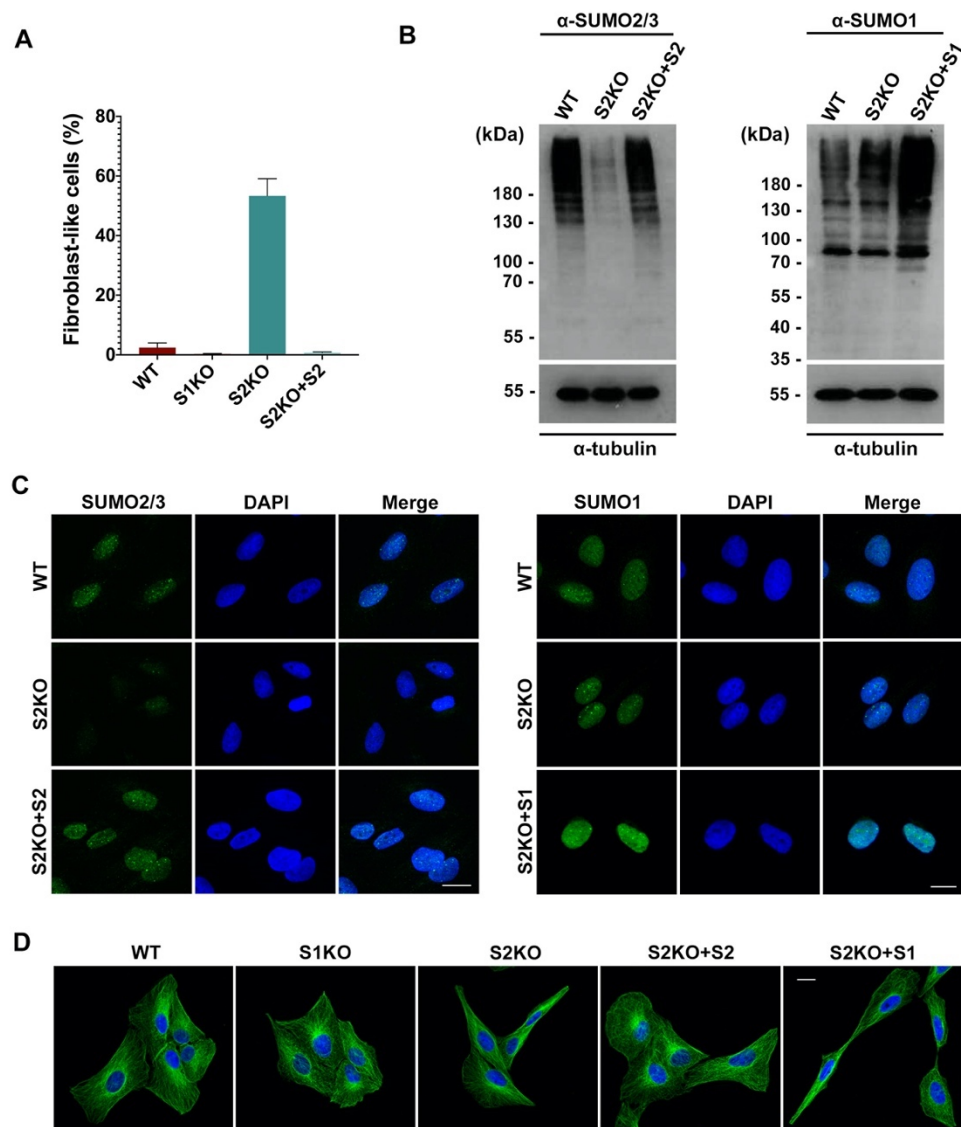 A
Fibroblast-like cells (%)
80
60
40
20
0
WT
S1KO
S2KO
S2KO+S2
B
α-SUMO2/3
WT
S2KO
S2KO+S2
(kDa)
180 -
130 -
100 -
70 -
55 -
55 -
α-tubulin
α-SUMO1
WT
S2KO
S2KO+S1
(kDa)
180 -
130 -
100 -
70 -
55 -
40 -
35 -
55 -
α-tubulin
C
SUMO2/3 DAPI Merge
WT
S2KO
S2KO+S2
SUMO1 DAPI Merge
WT
S2KO
S2KO+S1
D
WT S1KO S2KO S2KO+S2 S2KO+S1